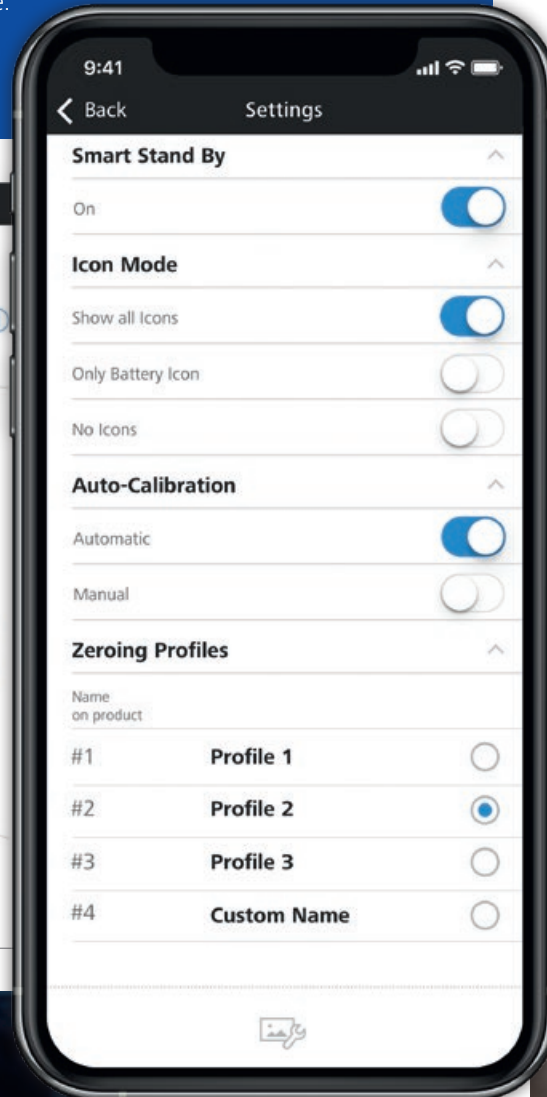 9:41
Back Settings
Smart Stand By
On
Icon Mode
Show all Icons
Only Battery Icon
No Icons
Auto-Calibration
Automatic
Manual
Zeroing Profiles
Name
on product
#1 Profile 1
#2 Profile 2
#3 Profile 3
#4 Custom Name